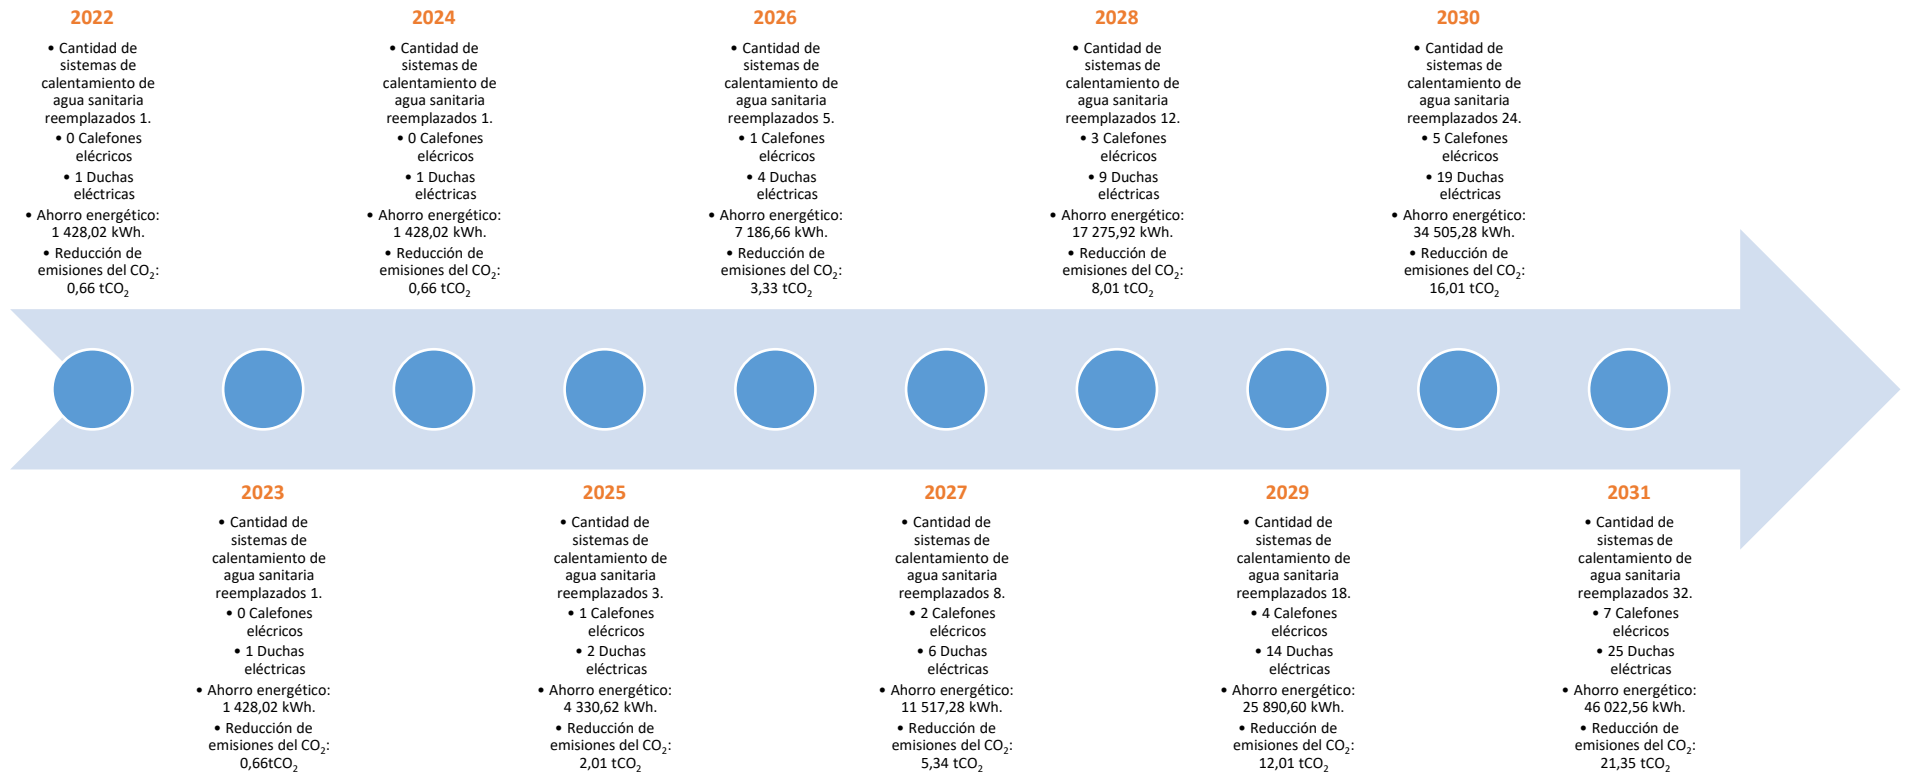 2022
• Cantidad de
sistemas de
calentamiento de
agua sanitaria
reemplazados 1.
• 0 Calefones
elécricos
• 1 Duchas
eléctricas
• Ahorro energético:
1 428,02 kWh.
• Reducción de
emisiones del CO₂:
0,66 tCO₂
2023
• Cantidad de
sistemas de
calentamiento de
agua sanitaria
reemplazados 1.
• 0 Calefones
elécricos
• 1 Duchas
eléctricas
• Ahorro energético:
1 428,02 kWh.
• Reducción de
emisiones del CO₂:
0,66tCO₂
2024
• Cantidad de
sistemas de
calentamiento de
agua sanitaria
reemplazados 1.
• 0 Calefones
elécricos
• 1 Duchas
eléctricas
• Ahorro energético:
1 428,02 kWh.
• Reducción de
emisiones del CO₂:
0,66 tCO₂
2025
• Cantidad de
sistemas de
calentamiento de
agua sanitaria
reemplazados 3.
• 1 Calefones
elécricos
• 2 Duchas
eléctricas
• Ahorro energético:
4 330,62 kWh.
• Reducción de
emisiones del CO₂:
2,01 tCO₂
2026
• Cantidad de
sistemas de
calentamiento de
agua sanitaria
reemplazados 5.
• 1 Calefones
elécricos
• 4 Duchas
eléctricas
• Ahorro energético:
7 186,66 kWh.
• Reducción de
emisiones del CO₂:
3,33 tCO₂
2027
• Cantidad de
sistemas de
calentamiento de
agua sanitaria
reemplazados 8.
• 2 Calefones
elécricos
• 6 Duchas
eléctricas
• Ahorro energético:
11 517,28 kWh.
• Reducción de
emisiones del CO₂:
5,34 tCO₂
2028
• Cantidad de
sistemas de
calentamiento de
agua sanitaria
reemplazados 12.
• 3 Calefones
elécricos
• 9 Duchas
eléctricas
• Ahorro energético:
17 275,92 kWh.
• Reducción de
emisiones del CO₂:
8,01 tCO₂
2029
• Cantidad de
sistemas de
calentamiento de
agua sanitaria
reemplazados 18.
• 4 Calefones
elécricos
• 14 Duchas
eléctricas
• Ahorro energético:
25 890,60 kWh.
• Reducción de
emisiones del CO₂:
12,01 tCO₂
2030
• Cantidad de
sistemas de
calentamiento de
agua sanitaria
reemplazados 24.
• 5 Calefones
elécricos
• 19 Duchas
eléctricas
• Ahorro energético:
34 505,28 kWh.
• Reducción de
emisiones del CO₂:
16,01 tCO₂
2031
• Cantidad de
sistemas de
calentamiento de
agua sanitaria
reemplazados 32.
• 7 Calefones
elécricos
• 25 Duchas
eléctricas
• Ahorro energético:
46 022,56 kWh.
• Reducción de
emisiones del CO₂:
21,35 tCO₂